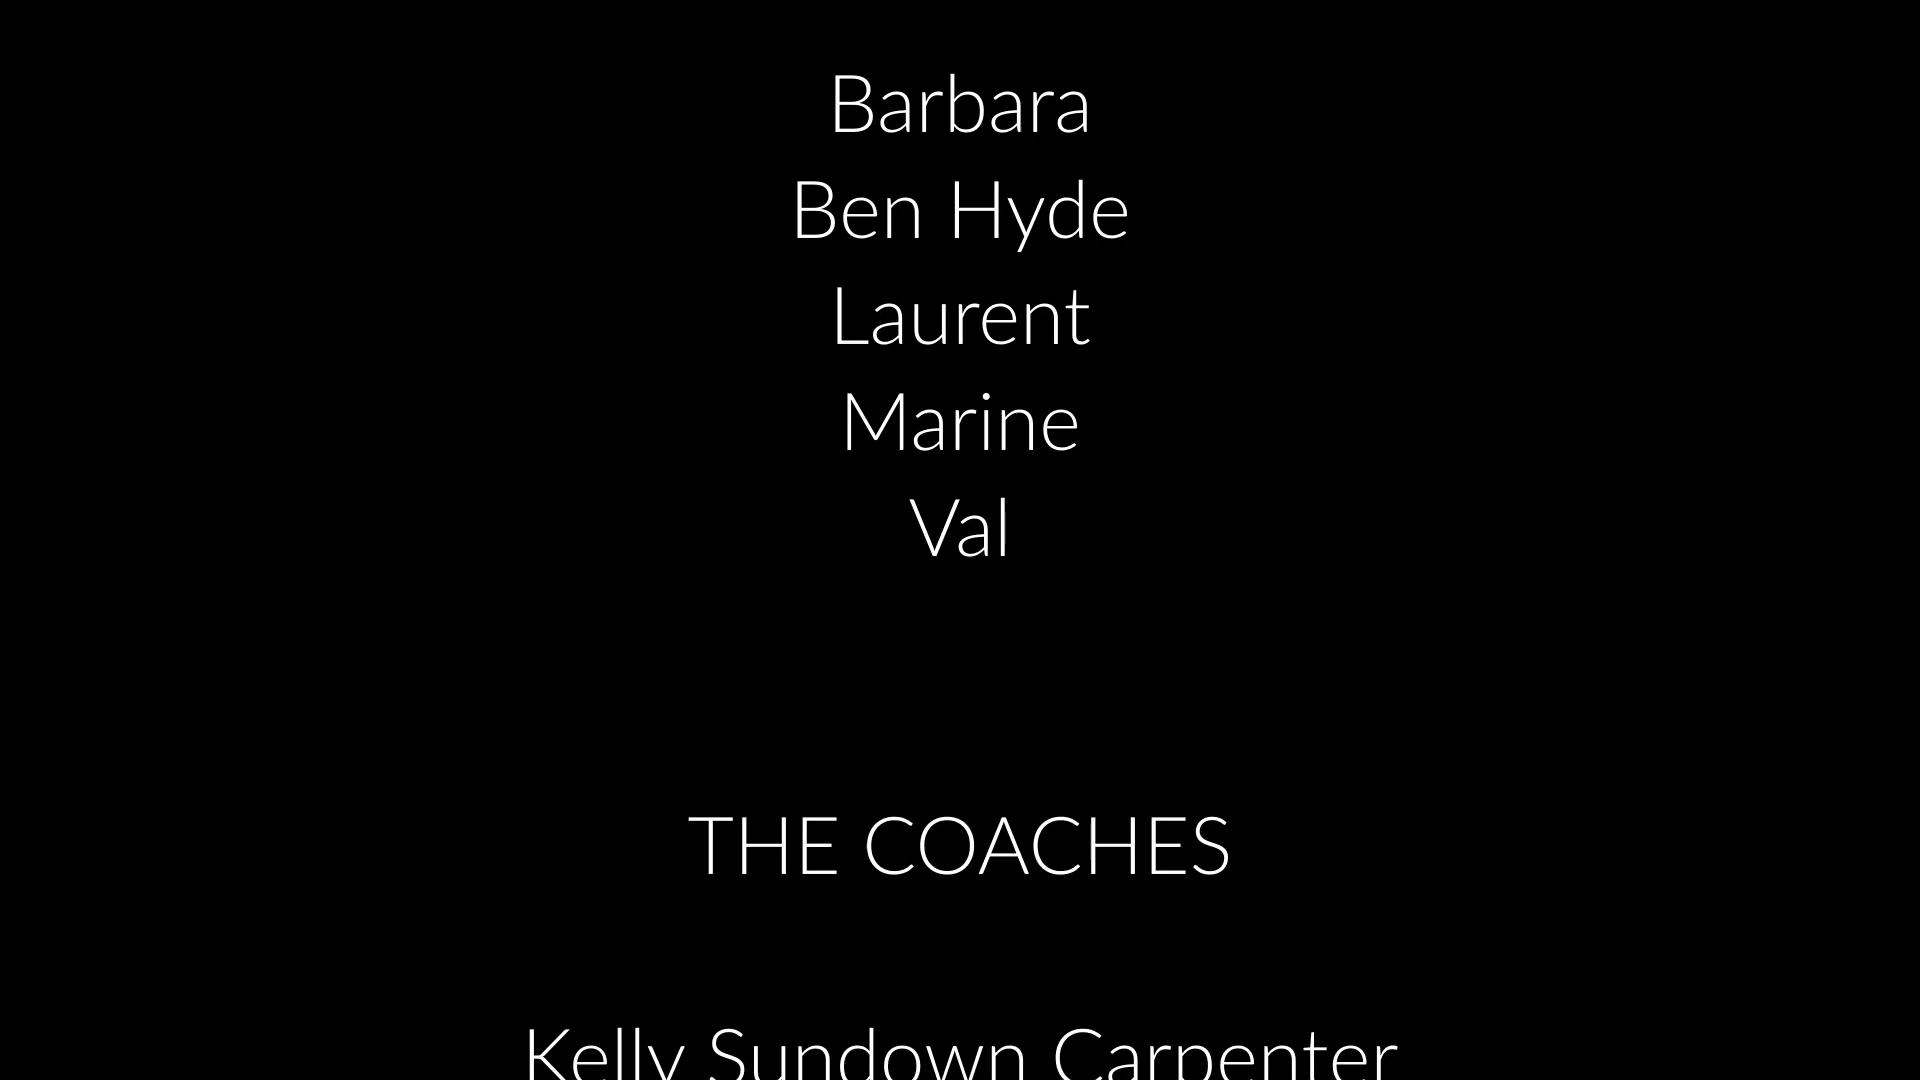 Barbara
Ben Hyde
Laurent
Marine
Val
THE COACHES
Kelly Sundown Carpenter